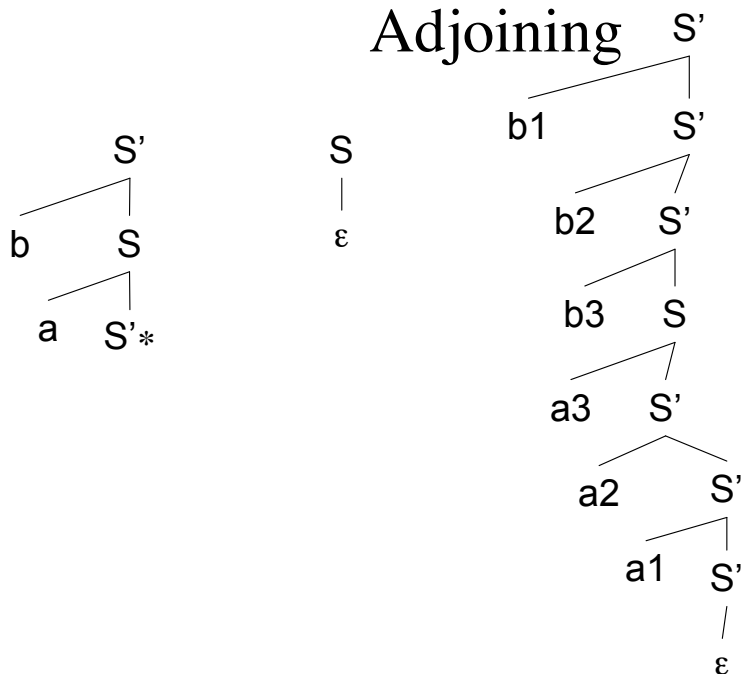 Adjoining
S’
b S
a S’*
S
ε
S’
b1 S’
b2 S’
b3 S
a3 S’
a2 S’
a1 S’
ε